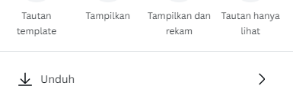 Tautan template
Tampilkan
Tampilkan dan rekam
Tautan hanya lihat
Unduh